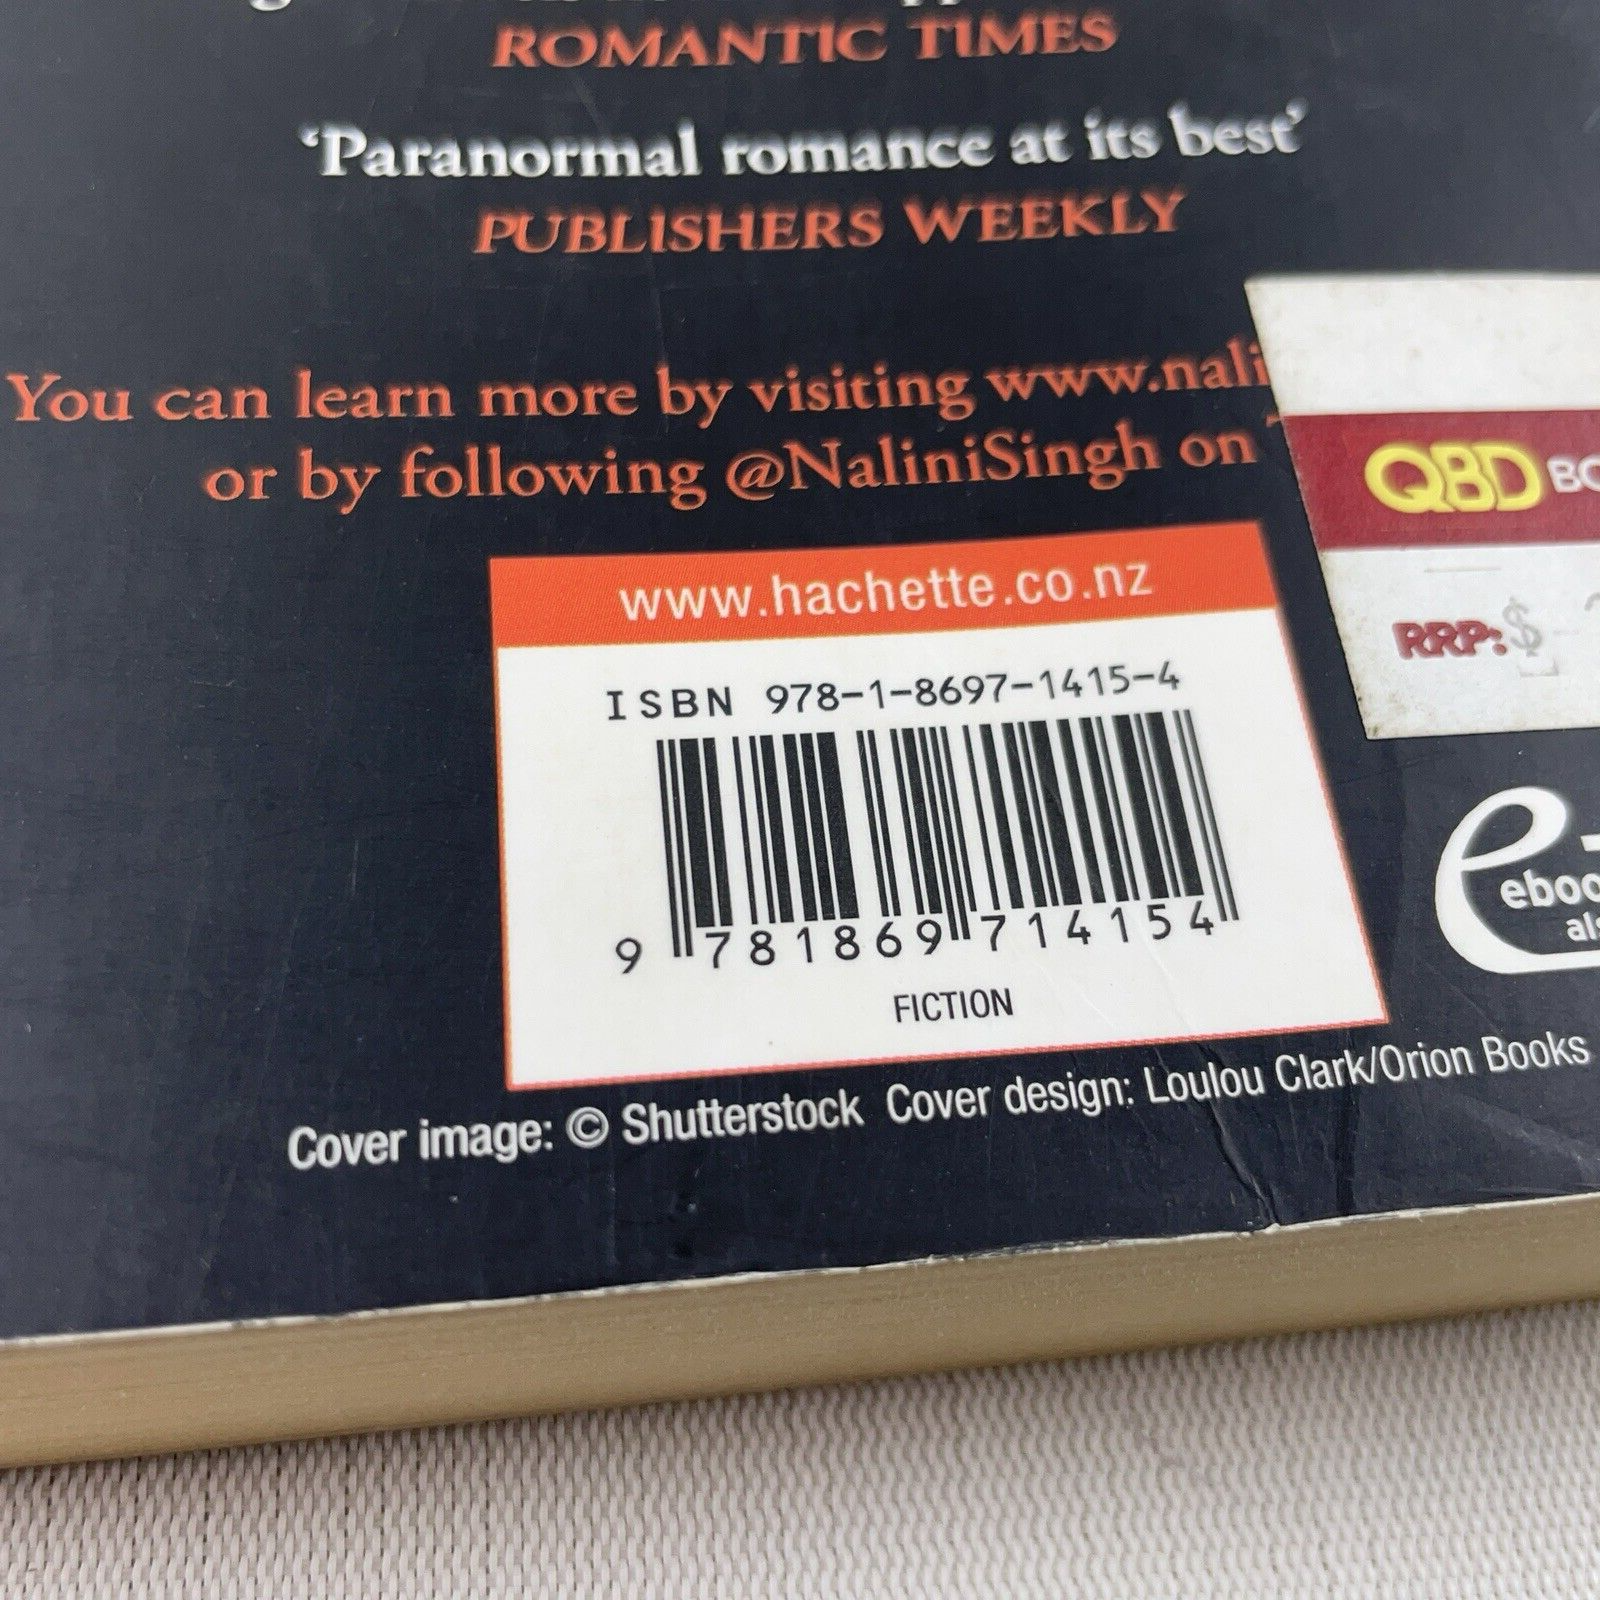 ROMANTIC TIMES
‘Paranormal romance at its best’
PUBLISHERS WEEKLY
You can learn more by visiting www.nali
or by following @NaliniSingh on
QBD
RRP: $
www.hachette.co.nz
ISBN 978-1-8697-1415-4
9 781869 714154
FICTION
e
Cover image: © Shutterstock Cover design: Loulou Clark/Orion Books